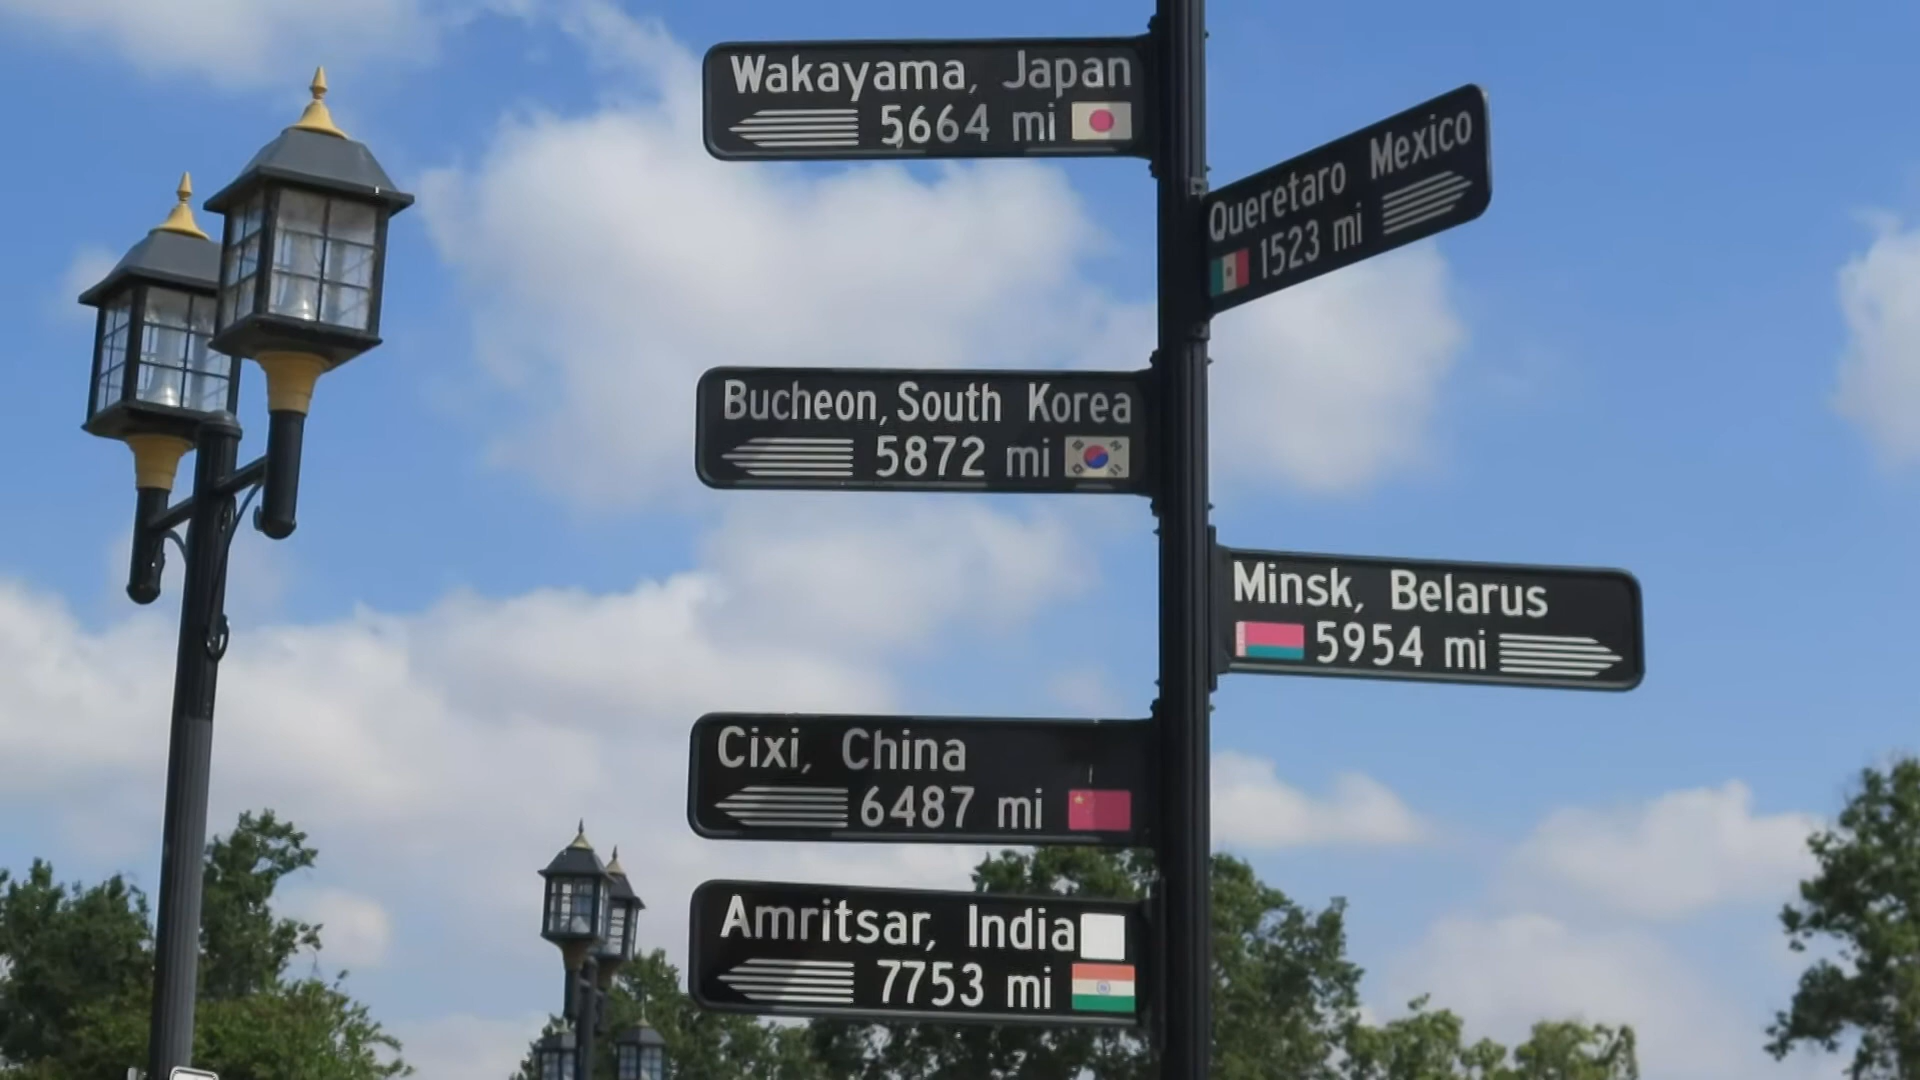 Wakayama, Japan
5664 mi
Queretaro Mexico
1523 mi
Bucheon, South Korea
5872 mi
Minsk, Belarus
5954 mi
Cixi, China
6487 mi
Amritsar, India
7753 mi